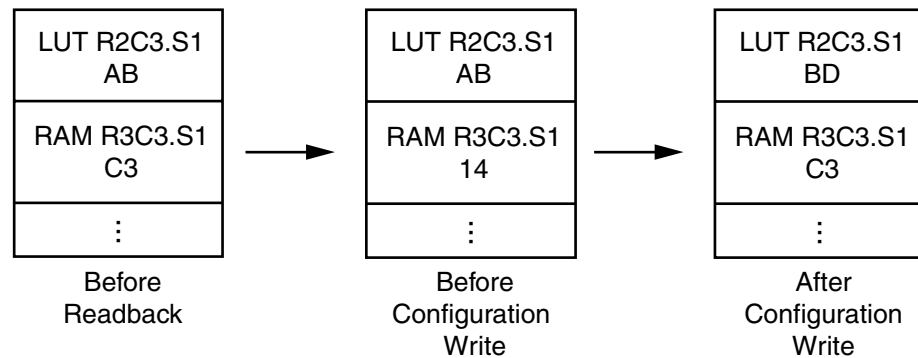 LUT R2C3.S1
AB
RAM R3C3.S1
C3
⋮
Before
Readback
LUT R2C3.S1
AB
RAM R3C3.S1
14
⋮
Before
Configuration
Write
LUT R2C3.S1
BD
RAM R3C3.S1
C3
⋮
After
Configuration
Write